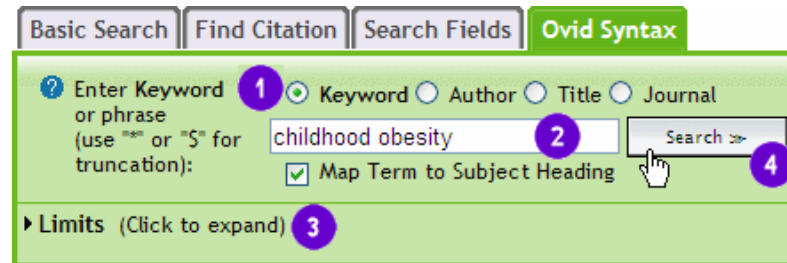 Basic Search Find Citation Search Fields Ovid Syntax
? Enter Keyword 1 Keyword Author Title Journal
or phrase
(use "*" or "$" for childhood obesity 2 Search >>
truncation): Map Term to Subject Heading 4
Limits (Click to expand) 3